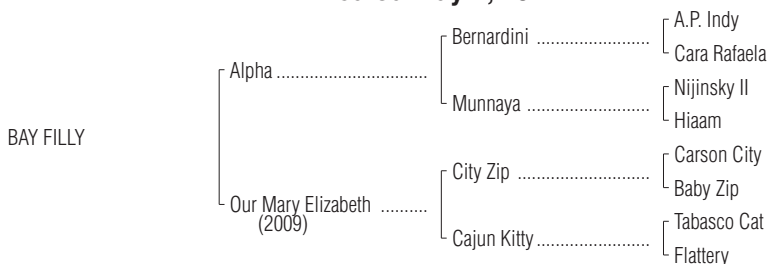 A.P. Indy
Bernardini ............................
Cara Rafaela
Alpha ......................................
Nijinsky II
Munnaya ...............................
Hiaam
BAY FILLY
Carson City
City Zip .................................
Baby Zip
Our Mary Elizabeth ............
(2009)
Tabasco Cat
Cajun Kitty ............................
Flattery